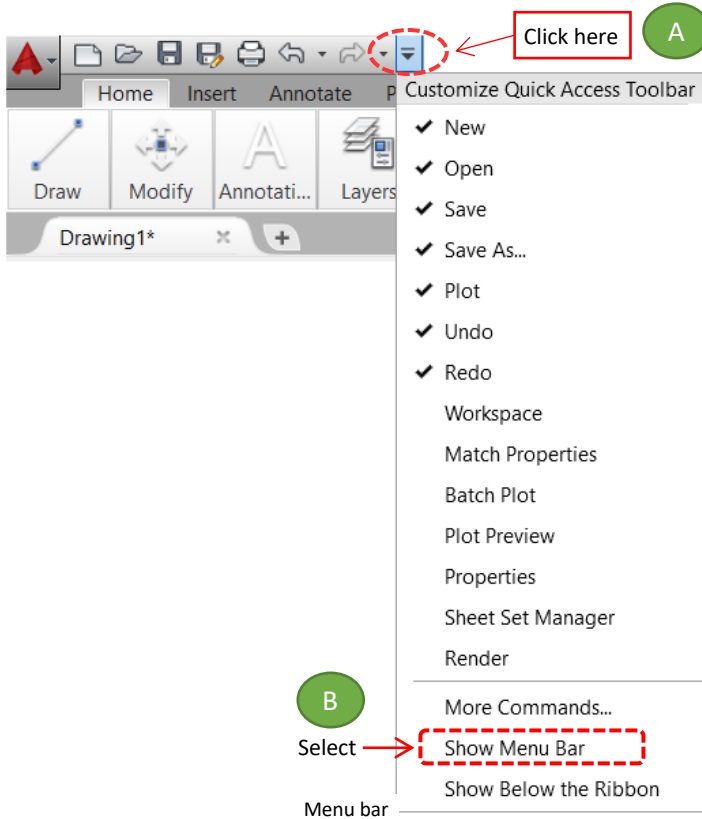 Click here
A
Home Insert Annotate P
Customize Quick Access Toolbar
New
Open
Save
Save As...
Plot
Undo
Redo
Workspace
Match Properties
Batch Plot
Plot Preview
Properties
Sheet Set Manager
Render
More Commands...
Show Menu Bar
Show Below the Ribbon
A
Draw Modify Annotati... Layers
Drawing1*
B
Select
Menu bar